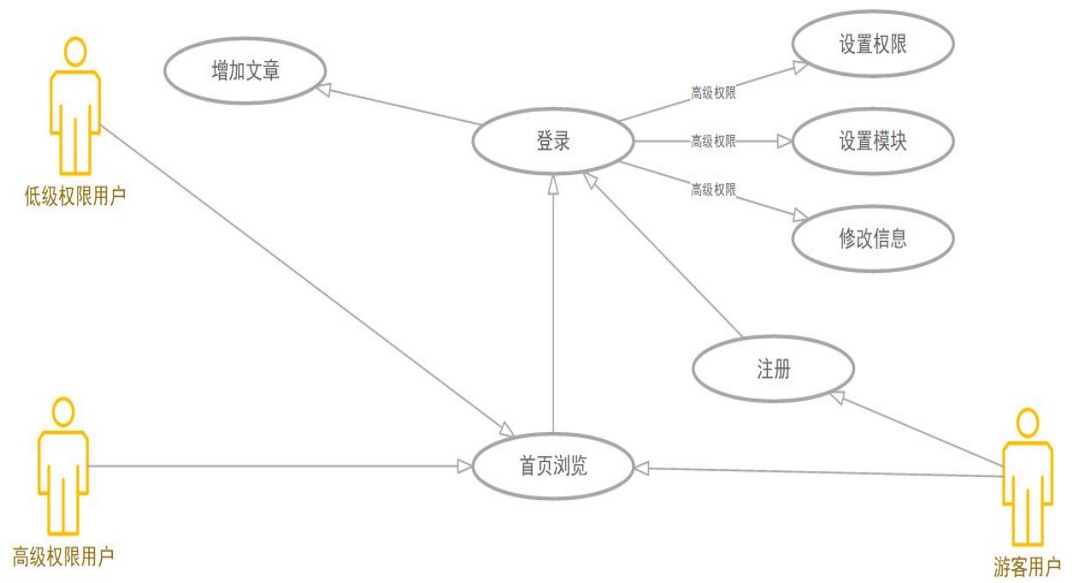 设置权限
增加文章
高级权限
登录
高级权限
设置模块
低级权限用户
高级权限
修改信息
注册
首页浏览
高级权限用户
游客用户